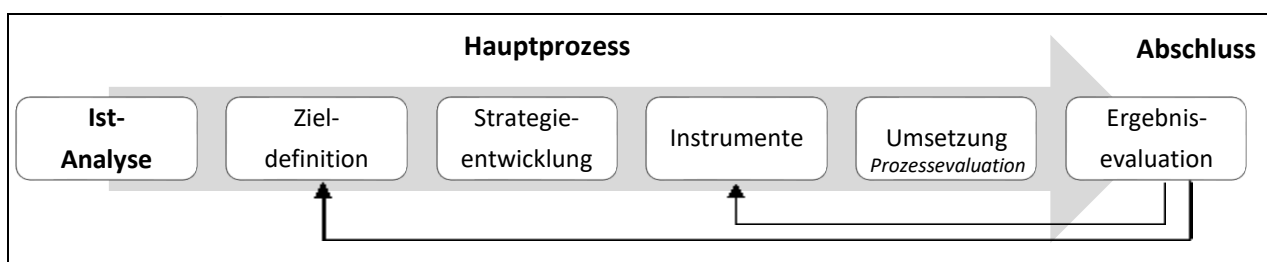 Hauptprozess
Abschluss
Ist-
Analyse
Ziel-
definition
Strategie-
entwicklung
Instrumente
Umsetzung
Prozessevaluation
Ergebnis-
evaluation